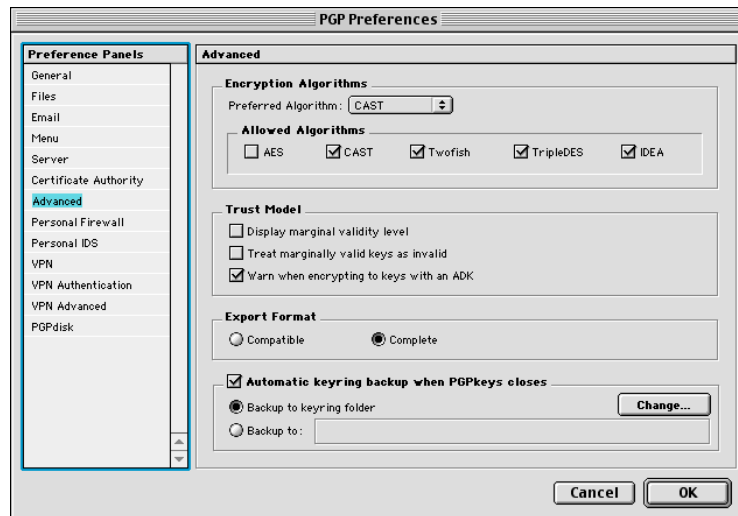 PGP Preferences
Preference Panels
General
Files
Email
Menu
Server
Certificate Authority
Advanced
Personal Firewall
Personal IDS
VPN
VPN Authentication
VPN Advanced
PGPdisk
Advanced
Encryption Algorithms
Preferred Algorithm: CAST
Allowed Algorithms
AES CAST Twofish TripleDES IDEA
Trust Model
Display marginal validity level
Treat marginally valid keys as invalid
Warn when encrypting to keys with an ADK
Export Format
Compatible Complete
Automatic keyring backup when PGPkeys closes
Backup to keyring folder Change...
Backup to:
Cancel OK